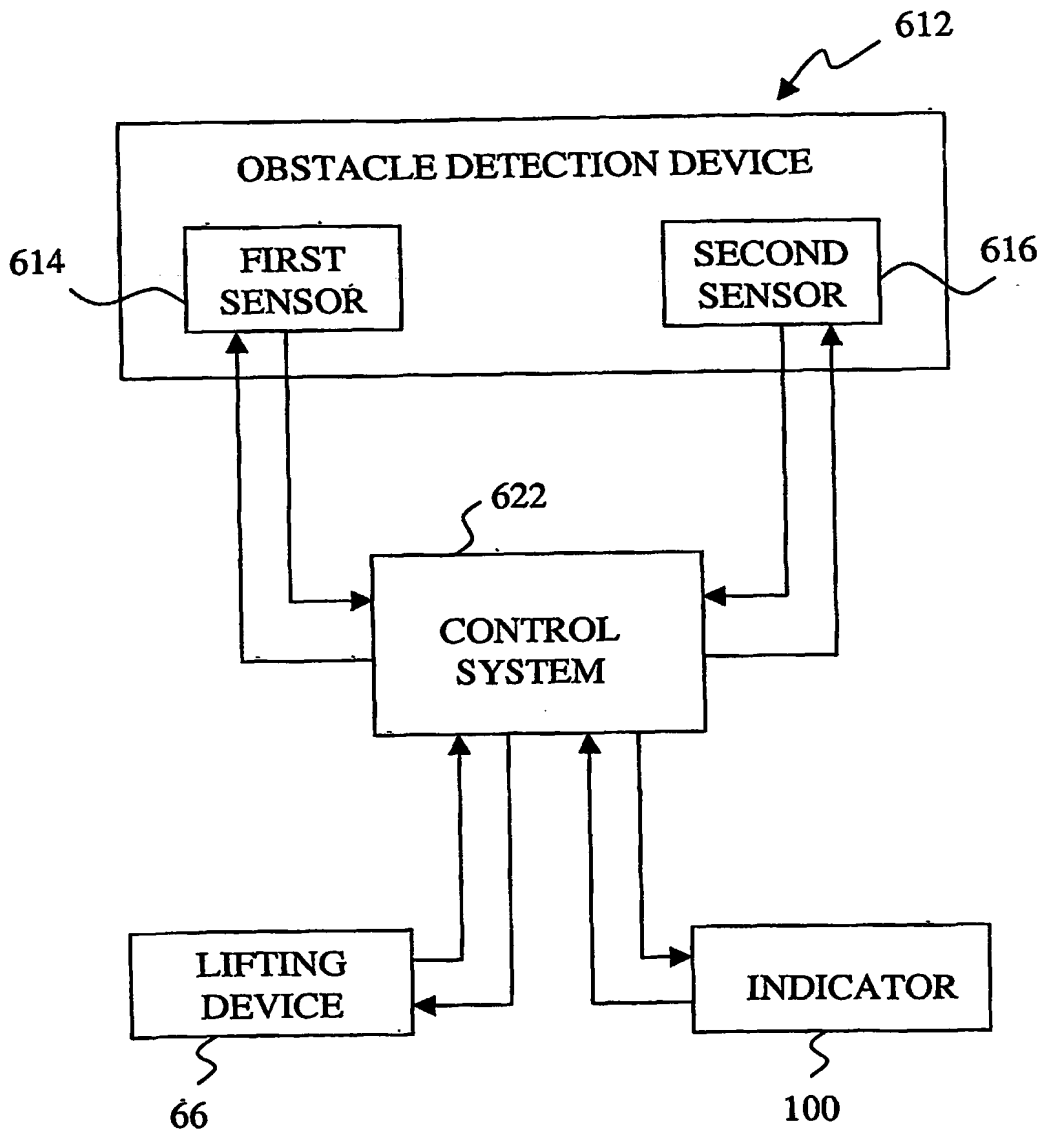 612
OBSTACLE DETECTION DEVICE
614
FIRST
SENSOR
SECOND
SENSOR
616
622
CONTROL
SYSTEM
LIFTING
DEVICE
INDICATOR
66
100